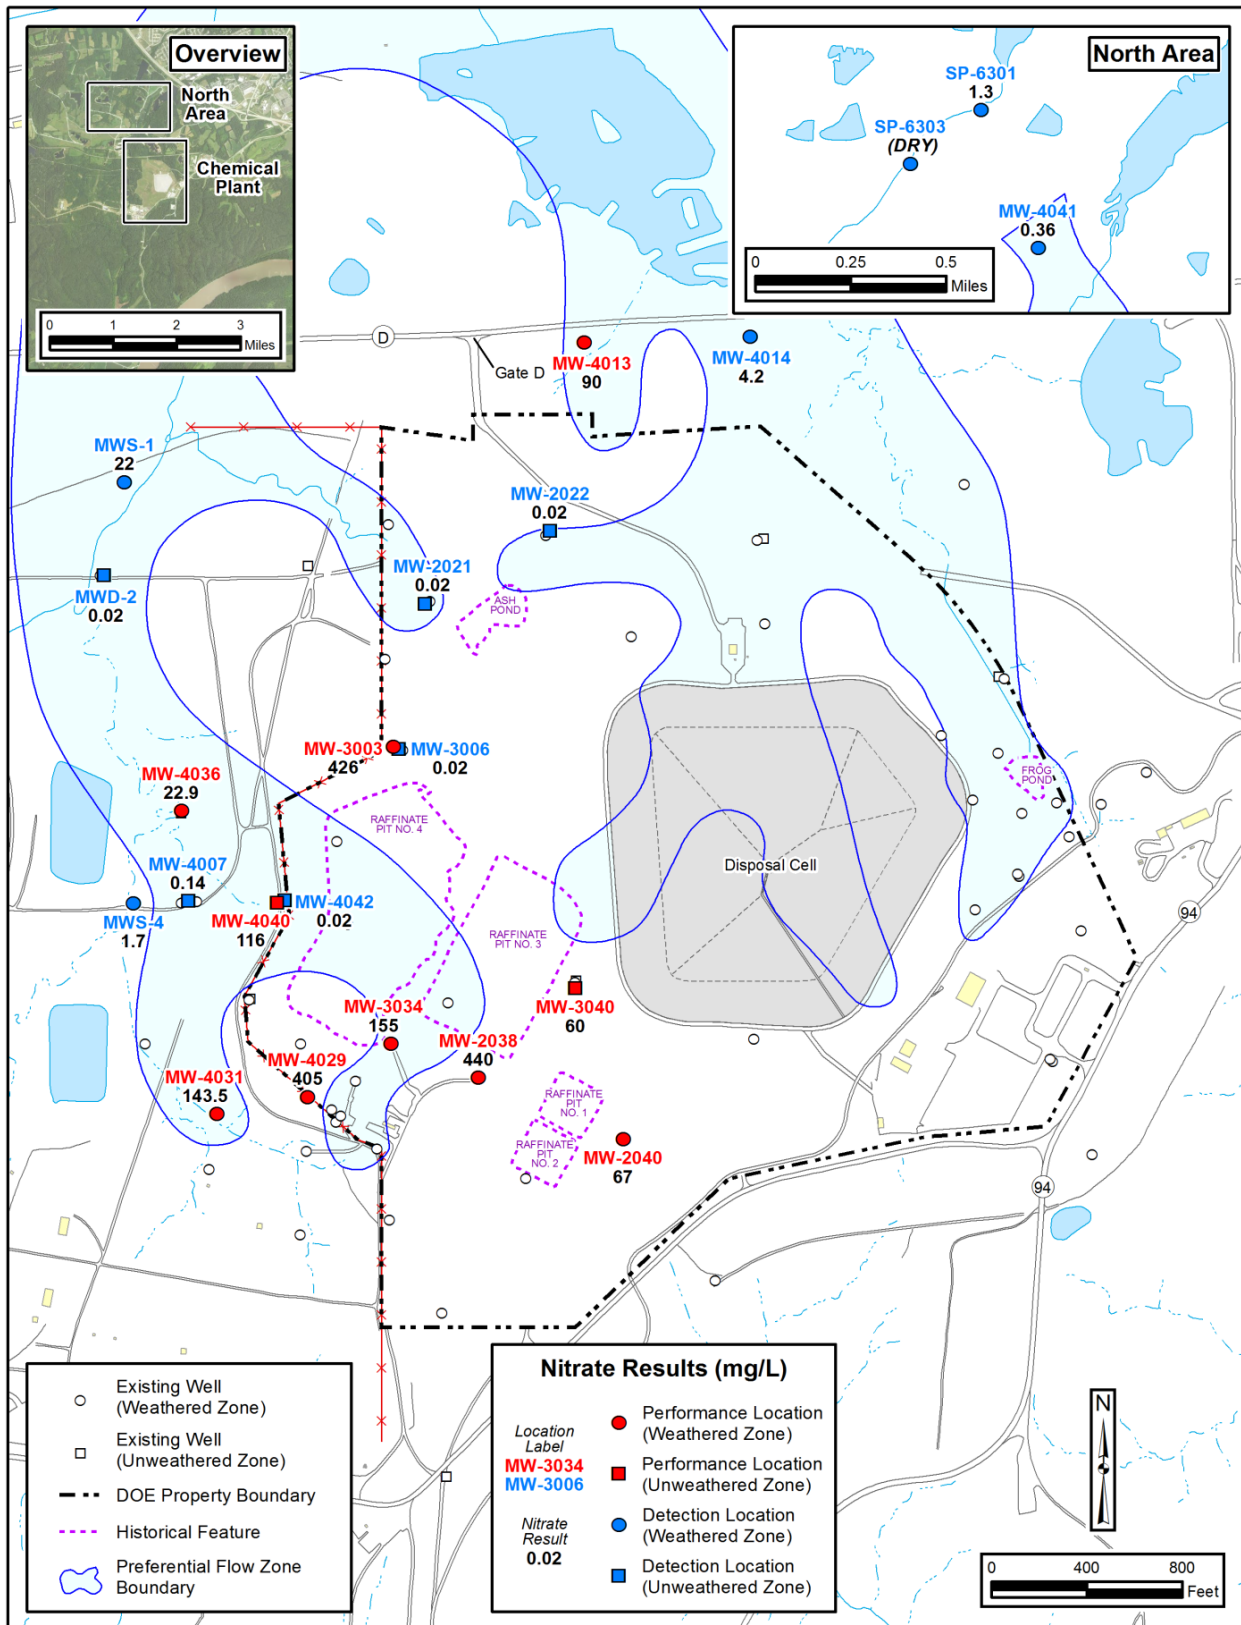 Overview
North
Area
Chemical
Plant
0
1
2
3
Miles
North Area
SP-6301
1.3
SP-6303
(DRY)
MW-4041
0.36
0
0.25
0.5
Miles
D
Gate D
MW-4013
90
MW-4014
4.2
MWS-1
22
MW-2022
0.02
MWD-2
0.02
MW-2021
0.02
ASH
POND
MW-3003
426
MW-3006
0.02
FROG
POND
MW-4036
22.9
RAFFINATE
PIT NO. 4
Disposal Cell
MW-4007
0.14
MWS-4
1.7
MW-4040
116
MW-4042
0.02
94
RAFFINATE
PIT NO. 3
MW-3034
155
MW-3040
60
MW-2038
440
MW-4029
405
MW-4031
143.5
RAFFINATE
PIT
NO. 1
RAFFINATE
PIT
NO. 2
MW-2040
67
94
Existing Well
(Weathered Zone)
Existing Well
(Unweathered Zone)
DOE Property Boundary
Historical Feature
Preferential Flow Zone
Boundary
Nitrate Results (mg/L)
Location
Label
MW-3034
MW-3006
Nitrate
Result
0.02
Performance Location
(Weathered Zone)
Performance Location
(Unweathered Zone)
Detection Location
(Weathered Zone)
Detection Location
(Unweathered Zone)
N
0
400
800
Feet